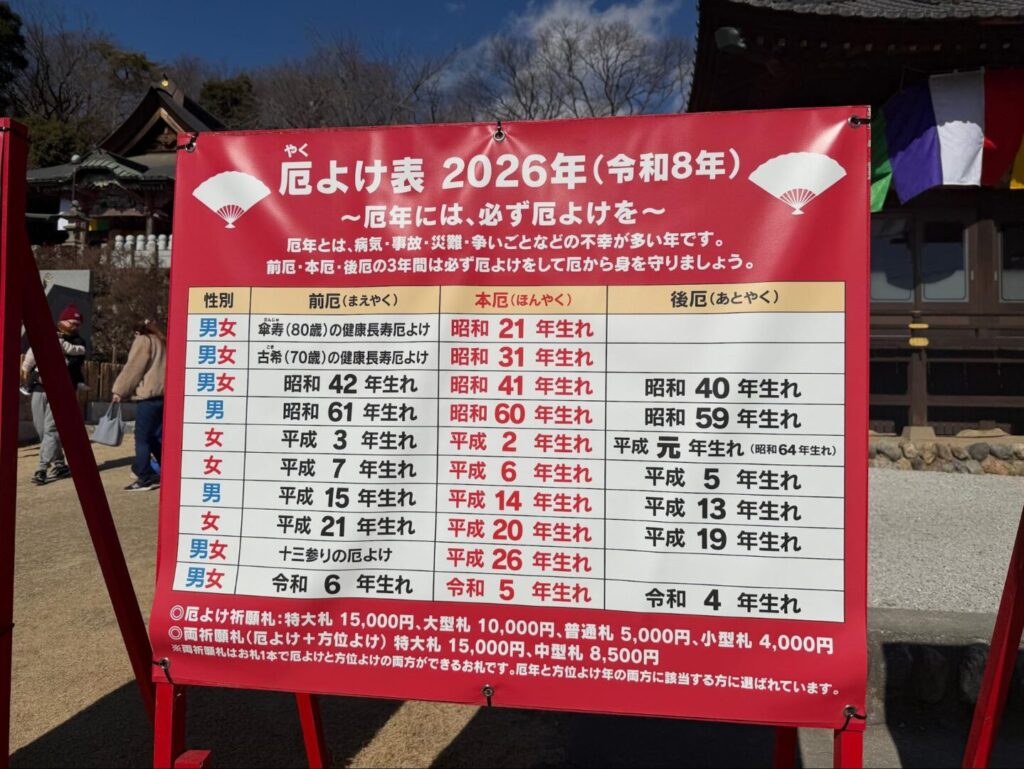 やく
厄よけ表 2026年(令和8年)
～厄年には、必ず厄よけを～
厄年とは、病気・事故・災難・争いごとなどの不幸が多い年です。
前厄・本厄・後厄の3年間は必ず厄よけをして厄から身を守りましょう。
性別 前厄(まえやく) 本厄(ほんやく) 後厄(あとやく)
さんじゅ
男女 傘寿(80歳)の健康長寿厄よけ 昭和 21 年生れ
こき
男女 古希(70歳)の健康長寿厄よけ 昭和 31 年生れ
男女 昭和 42 年生れ 昭和 41 年生れ 昭和 40 年生れ
男 昭和 61 年生れ 昭和 60 年生れ 昭和 59 年生れ
女 平成 3 年生れ 平成 2 年生れ 平成 元 年生れ(昭和64年生れ)
女 平成 7 年生れ 平成 6 年生れ 平成 5 年生れ
男 平成 15 年生れ 平成 14 年生れ 平成 13 年生れ
女 平成 21 年生れ 平成 20 年生れ 平成 19 年生れ
男女 十三参りの厄よけ 平成 26 年生れ
男女 令和 6 年生れ 令和 5 年生れ 令和 4 年生れ
◎厄よけ祈願札:特大札 15,000円、大型札 10,000円、普通札 5,000円、小型札 4,000円
◎両祈願札(厄よけ＋方位よけ) 特大札 15,000円、中型札 8,500円
※両祈願札はお札1本で厄よけと方位よけの両方ができるお札です。厄年と方位よけ年の両方に該当する方に選ばれています。